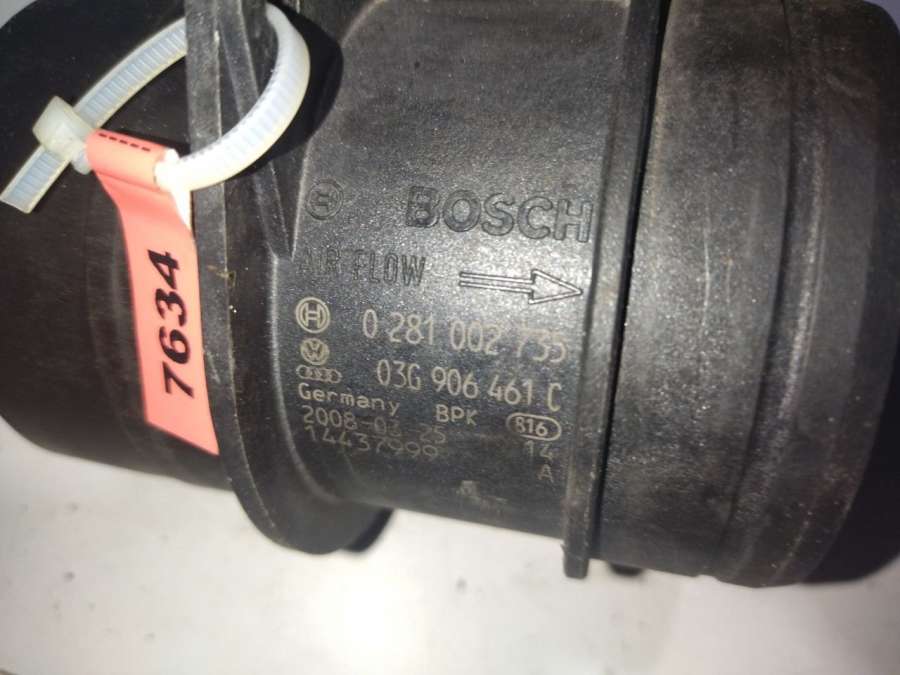 BOSCH
AIR FLOW
0 281 002 735
03G 906 461 C
Germany BPK 816
2008-03-25 14
14437999 A
7634